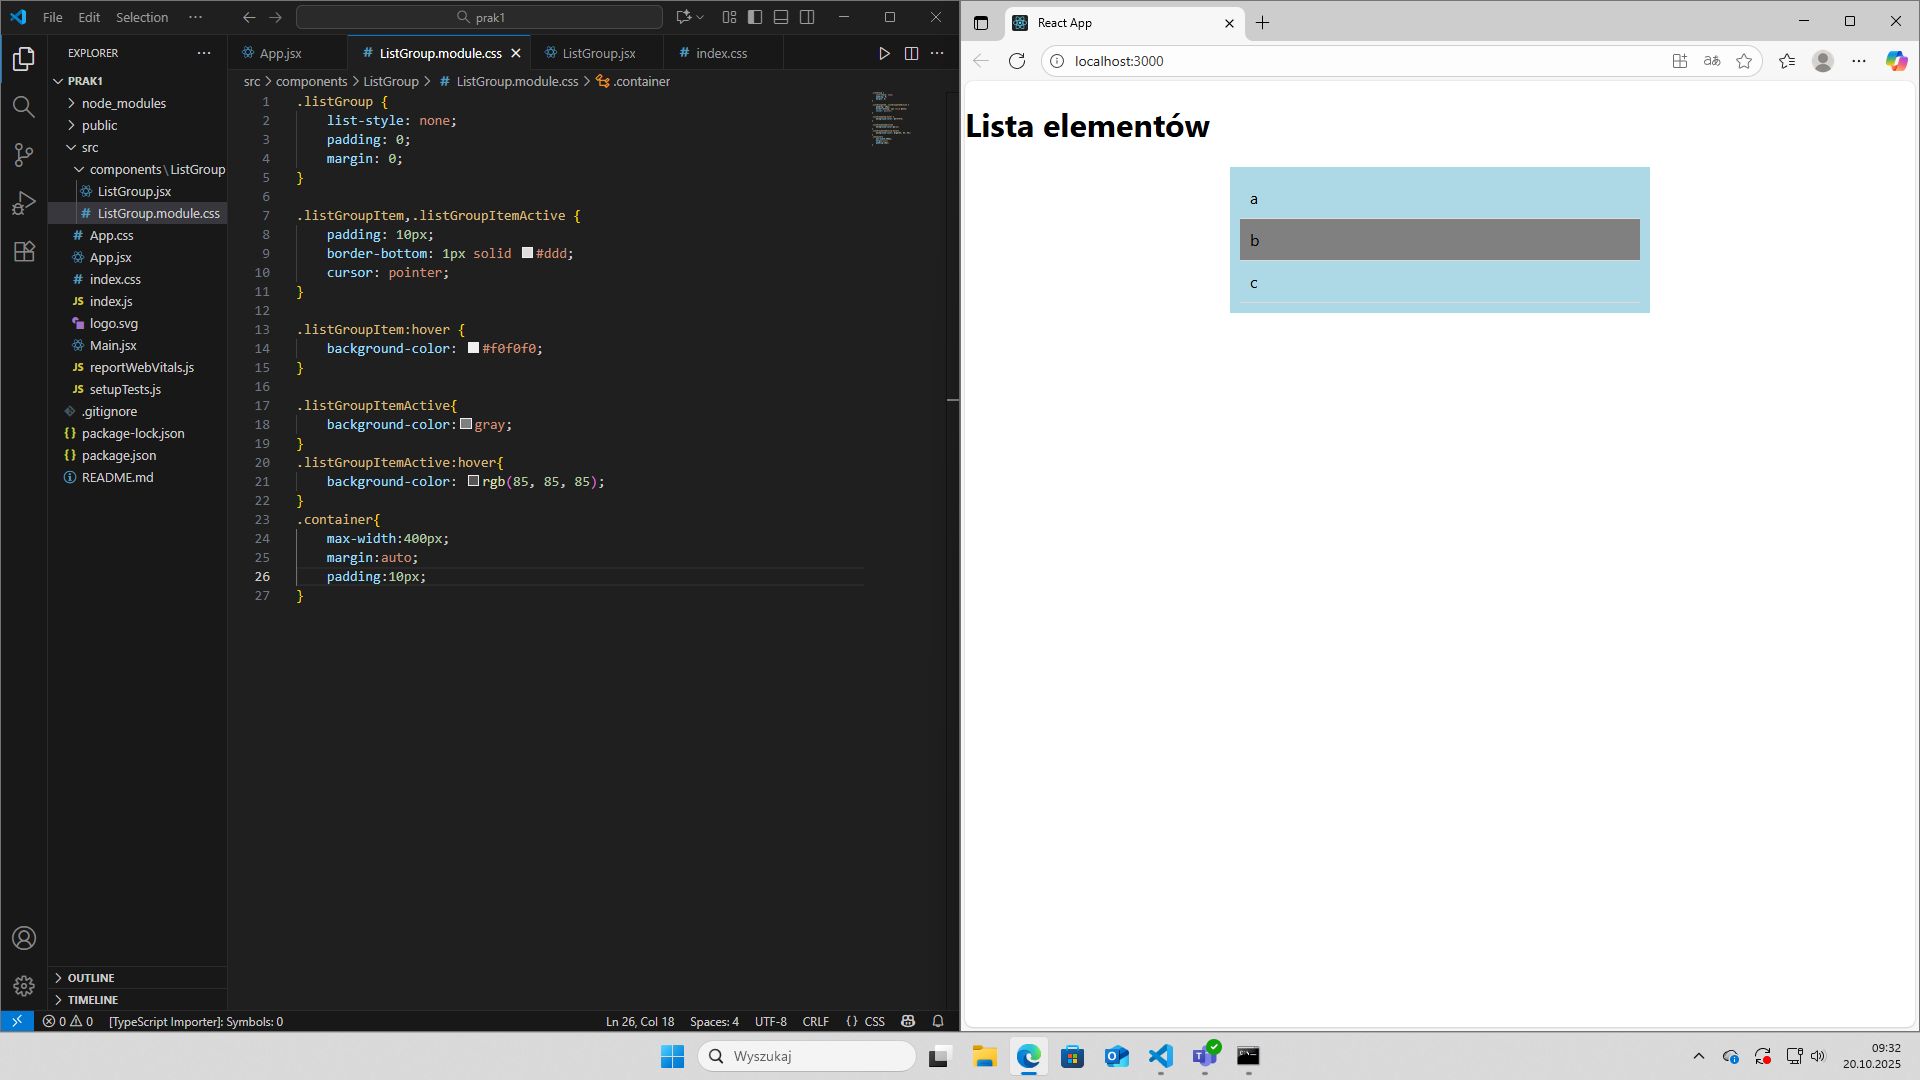 File Edit Selection ···
prak1
EXPLORER
PRAK1
node_modules
public
src
components\ListGroup
ListGroup.jsx
# ListGroup.module.css
# App.css
App.jsx
# index.css
JS index.js
logo.svg
Main.jsx
JS reportWebVitals.js
JS setupTests.js
.gitignore
{} package-lock.json
{} package.json
README.md
OUTLINE
TIMELINE
App.jsx
# ListGroup.module.css
ListGroup.jsx
# index.css
src > components > ListGroup > # ListGroup.module.css > .container
1 .listGroup {
2 list-style: none;
3 padding: 0;
4 margin: 0;
5 }
6
7 .listGroupItem,.listGroupItemActive {
8 padding: 10px;
9 border-bottom: 1px solid #ddd;
10 cursor: pointer;
11 }
12
13 .listGroupItem:hover {
14 background-color: #f0f0f0;
15 }
16
17 .listGroupItemActive{
18 background-color:gray;
19 }
20 .listGroupItemActive:hover{
21 background-color: rgb(85, 85, 85);
22 }
23 .container{
24 max-width:400px;
25 margin:auto;
26 padding:10px;
27 }
0 0 [TypeScript Importer]: Symbols: 0
Ln 26, Col 18 Spaces: 4 UTF-8 CRLF {} CSS
React App
localhost:3000
Lista elementów
a
b
c
Wyszukaj
09:32
20.10.2025